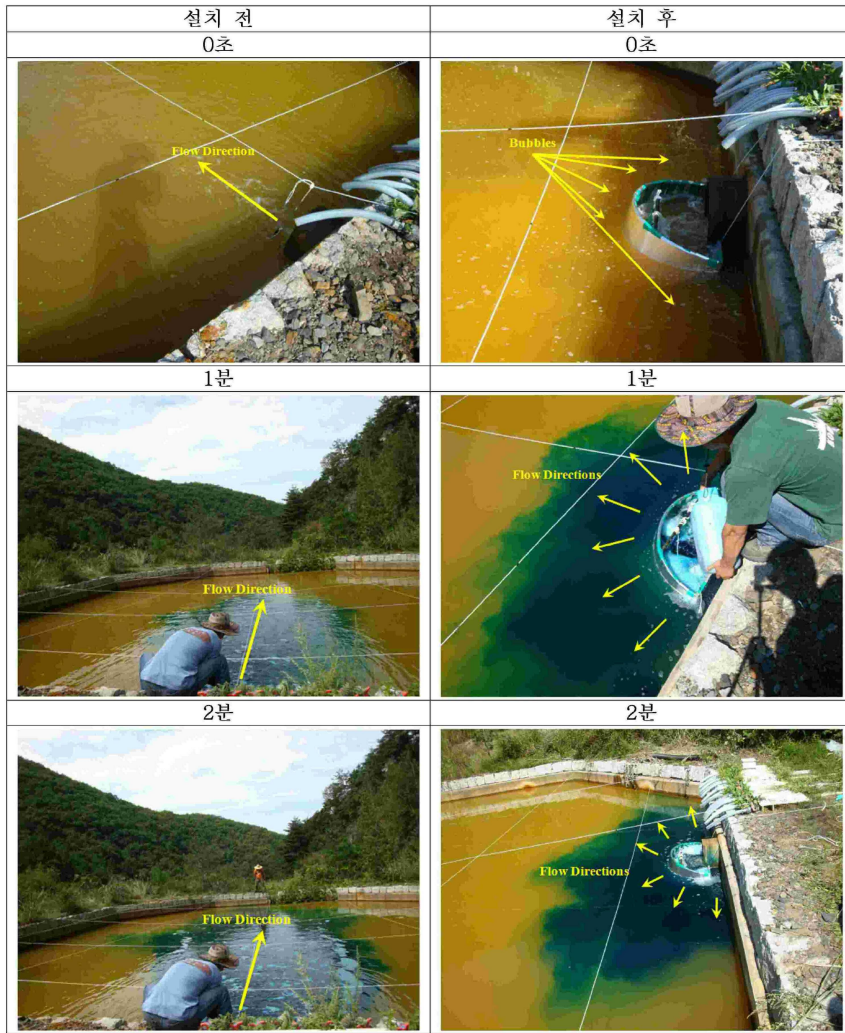 설치 전
설치 후
0초
0초
Flow Direction
Bubbles
1분
1분
Flow Direction
Flow Directions
2분
2분
Flow Direction
Flow Directions